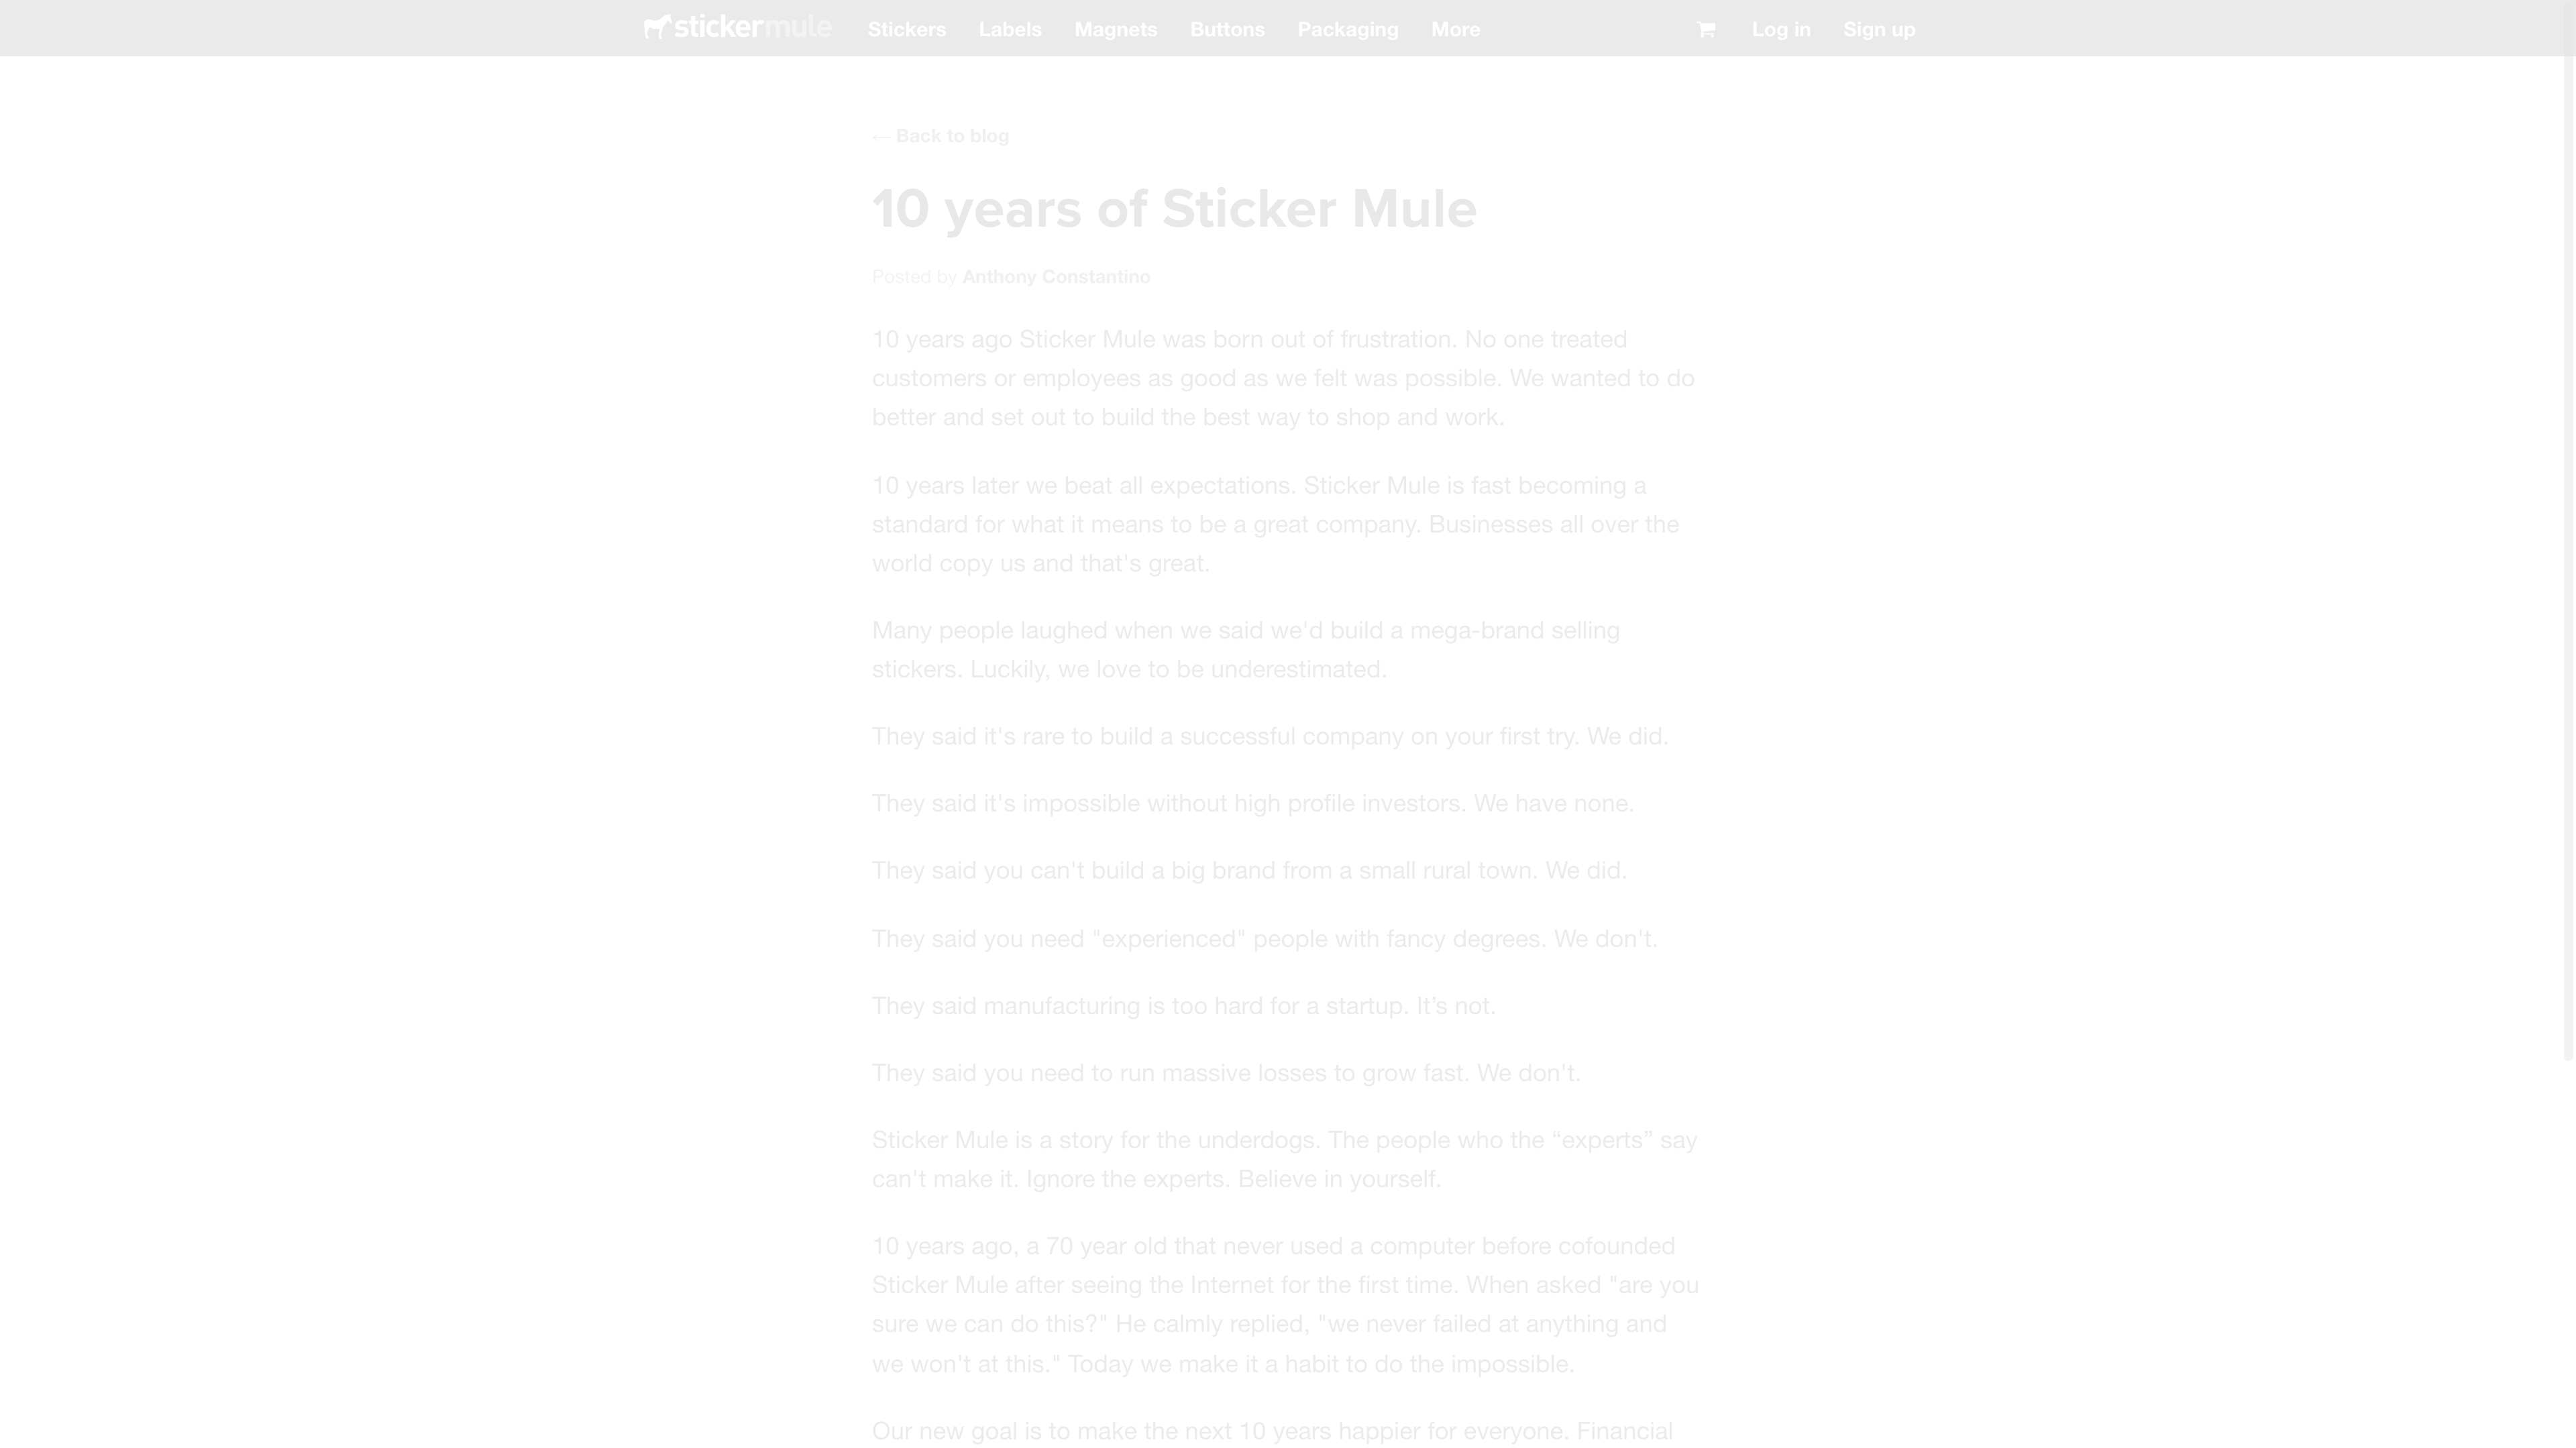 stickermule Stickers Labels Magnets Buttons Packaging More Log in Sign up
← Back to blog
10 years of Sticker Mule
Posted by Anthony Constantino
10 years ago Sticker Mule was born out of frustration. No one treated
customers or employees as good as we felt was possible. We wanted to do
better and set out to build the best way to shop and work.
10 years later we beat all expectations. Sticker Mule is fast becoming a
standard for what it means to be a great company. Businesses all over the
world copy us and that's great.
Many people laughed when we said we'd build a mega-brand selling
stickers. Luckily, we love to be underestimated.
They said it's rare to build a successful company on your first try. We did.
They said it's impossible without high profile investors. We have none.
They said you can't build a big brand from a small rural town. We did.
They said you need "experienced" people with fancy degrees. We don't.
They said manufacturing is too hard for a startup. It’s not.
They said you need to run massive losses to grow fast. We don't.
Sticker Mule is a story for the underdogs. The people who the “experts” say
can't make it. Ignore the experts. Believe in yourself.
10 years ago, a 70 year old that never used a computer before cofounded
Sticker Mule after seeing the Internet for the first time. When asked "are you
sure we can do this?" He calmly replied, "we never failed at anything and
we won't at this." Today we make it a habit to do the impossible.
Our new goal is to make the next 10 years happier for everyone. Financial